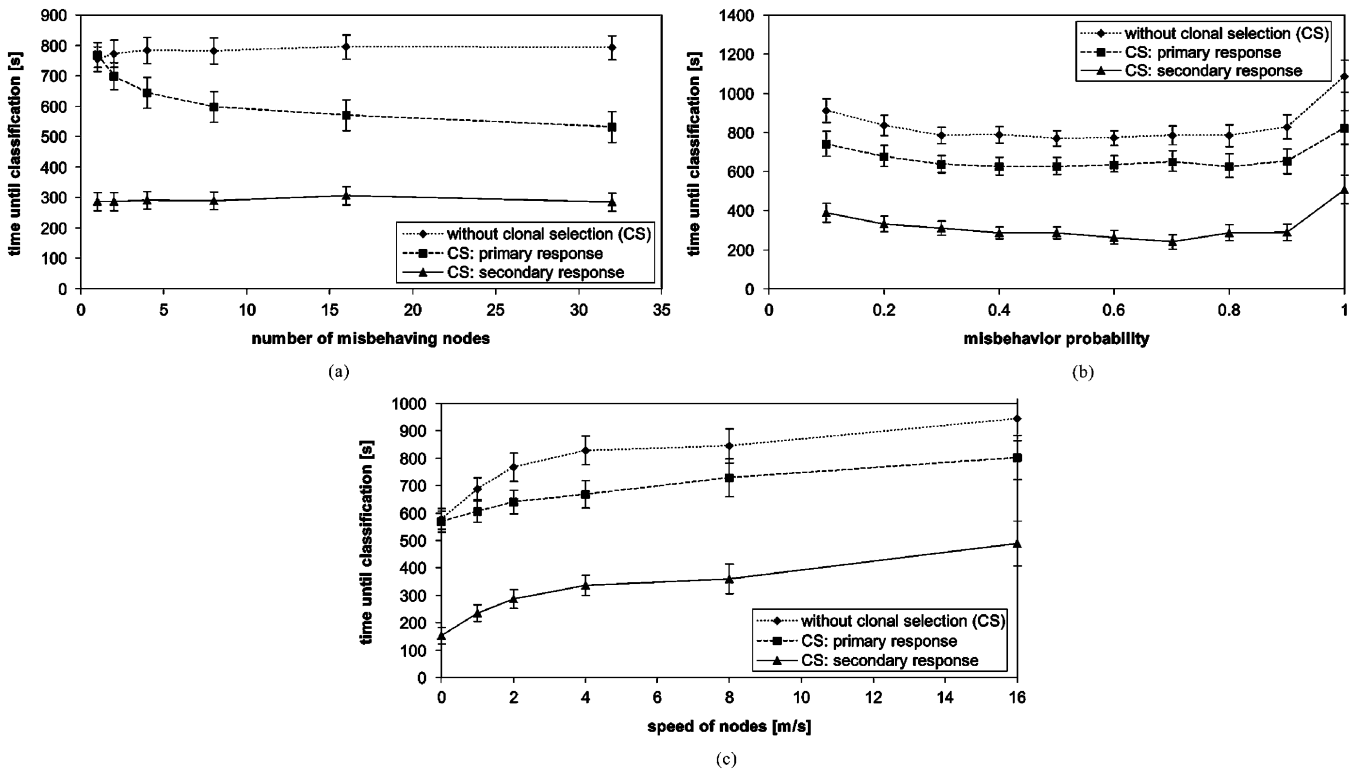 900
800
700
600
500
400
300
200
100
0
time until classification [s]
without clonal selection (CS)
CS: primary response
CS: secondary response
0 5 10 15 20 25 30 35
number of misbehaving nodes
(a)
1400
1200
1000
800
600
400
200
0
time until classification [s]
without clonal selection (CS)
CS: primary response
CS: secondary response
0 0.2 0.4 0.6 0.8 1
misbehavior probability
(b)
1000
900
800
700
600
500
400
300
200
100
0
time until classification [s]
without clonal selection (CS)
CS: primary response
CS: secondary response
0 2 4 6 8 10 12 14 16
speed of nodes [m/s]
(c)